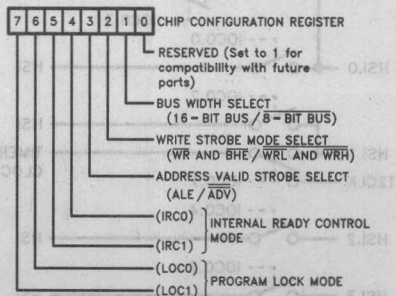 7 6 5 4 3 2 1 0 CHIP CONFIGURATION REGISTER
RESERVED (Set to 1 for
compatibility with future
parts)
BUS WIDTH SELECT
(16-BIT BUS/8-BIT BUS)
WRITE STROBE MODE SELECT
(WR AND BHE/WRL AND WRH)
ADDRESS VALID STROBE SELECT
(ALE/ADV)
(IRC0)
INTERNAL READY CONTROL
MODE
(IRC1)
(LOC0)
PROGRAM LOCK MODE
(LOC1)